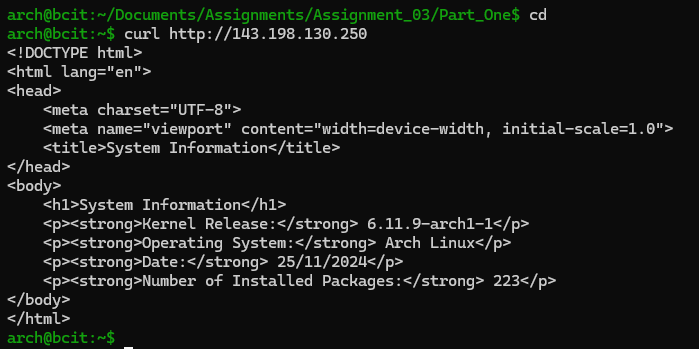 arch@bcit:~/Documents/Assignments/Assignment_03/Part_One$ cd
arch@bcit:~$ curl http://143.198.130.250
<!DOCTYPE html>
<html lang="en">
<head>
    <meta charset="UTF-8">
    <meta name="viewport" content="width=device-width, initial-scale=1.0">
    <title>System Information</title>
</head>
<body>
    <h1>System Information</h1>
    <p><strong>Kernel Release:</strong> 6.11.9-arch1-1</p>
    <p><strong>Operating System:</strong> Arch Linux</p>
    <p><strong>Date:</strong> 25/11/2024</p>
    <p><strong>Number of Installed Packages:</strong> 223</p>
</body>
</html>
arch@bcit:~$